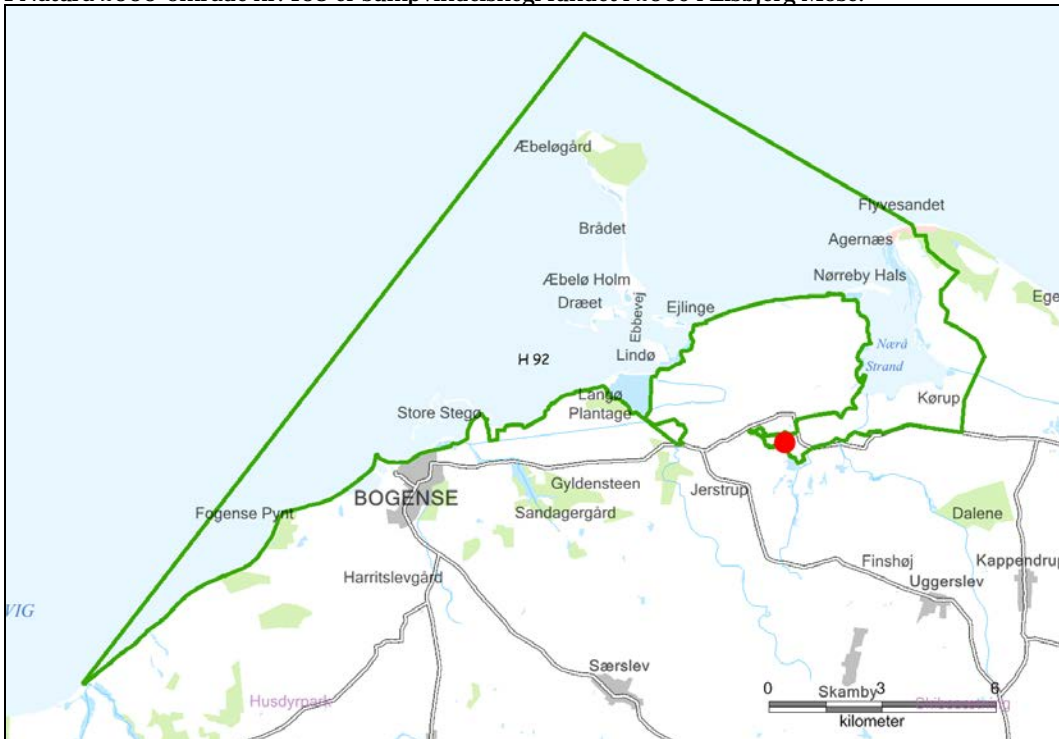 Æbeløgård
Flyvesandet
Brådet
Agernæs
Nørreby Hals
Æbelø Holm
Dræet
Ebbevej
Ejlinge
Ege
H 92
Lindø
Nærå
Strand
Langø
Plantage
Kørup
Store Stegø
BOGENSE
Gyldensteen
Jerstrup
Sandagergård
Fogense Pynt
Dalene
Harritslevgård
Finshøj
Kappendrup
Uggerslev
VIG
Særslev
Husdyrpark
Skamby
0 3 6
kilometer